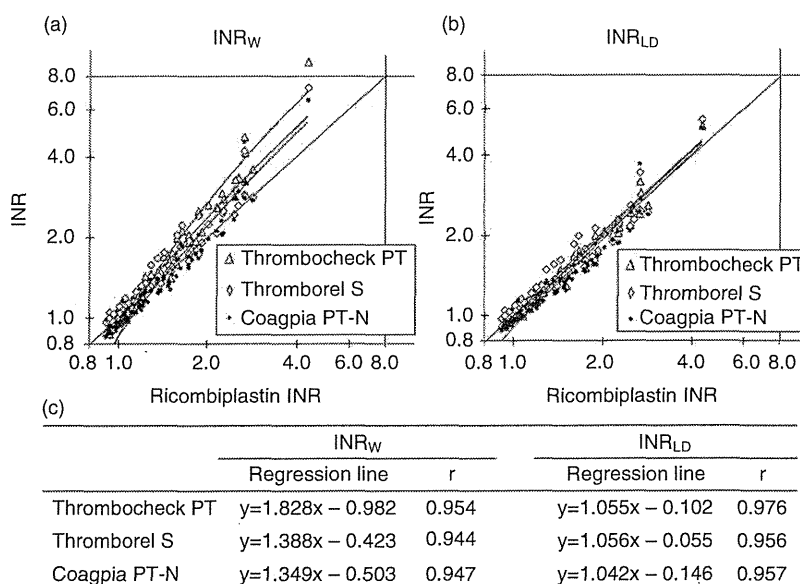 (a)
INR_W
INR
8.0
6.0
4.0
2.0
1.0
0.8
0.8 1.0 2.0 4.0 6.0 8.0
Ricombiplastin INR
Thrombocheck PT
Thromborel S
Coagpia PT-N
(b)
INR_LD
INR
8.0
6.0
4.0
2.0
1.0
0.8
0.8 1.0 2.0 4.0 6.0 8.0
Ricombiplastin INR
Thrombocheck PT
Thromborel S
Coagpia PT-N
(c)
INR_W INR_LD
Regression line r Regression line r
Thrombocheck PT y=1.828x – 0.982 0.954 y=1.055x – 0.102 0.976
Thromborel S y=1.388x – 0.423 0.944 y=1.056x – 0.055 0.956
Coagpia PT-N y=1.349x – 0.503 0.947 y=1.042x – 0.146 0.957